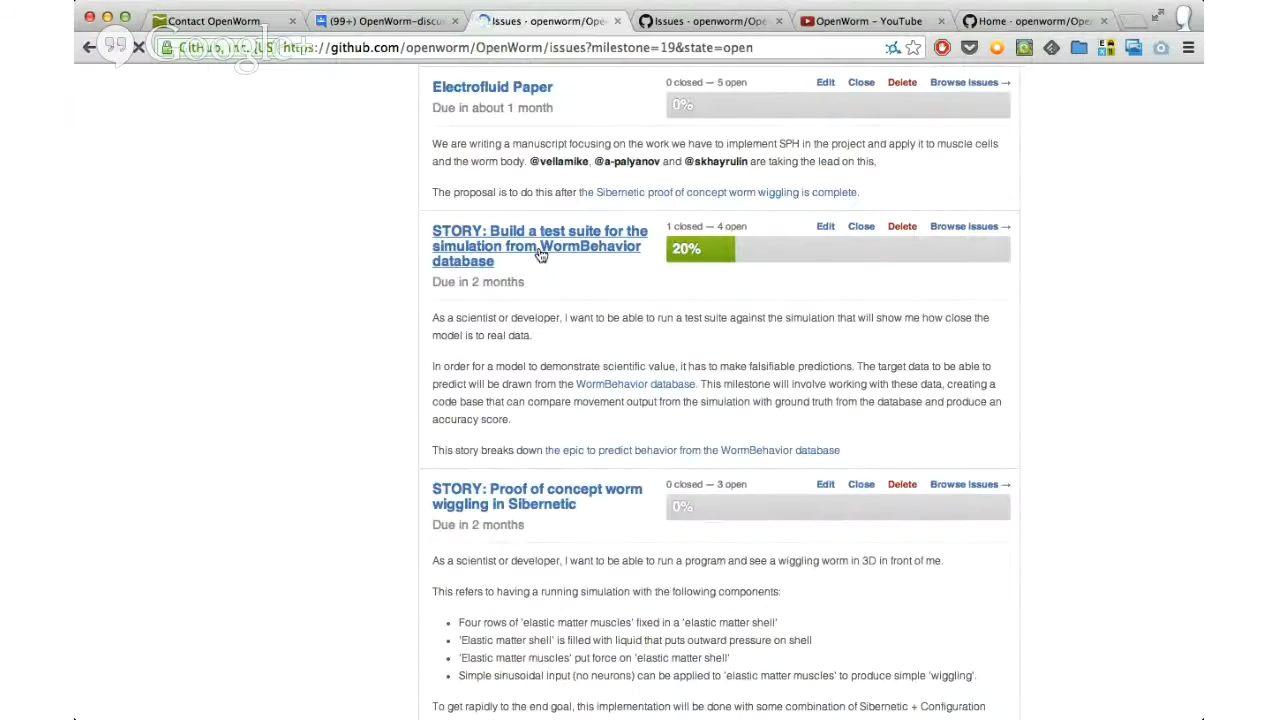 Contact OpenWorm
(99+) OpenWorm-discu
Issues · openworm/Ope
Issues · openworm/Ope
OpenWorm - YouTube
Home · openworm/Ope
Google+
GitHub, Inc. [US] https://github.com/openworm/OpenWorm/issues?milestone=19&state=open
Electrofluid Paper
0 closed — 5 open
Edit Close Delete Browse issues →
Due in about 1 month
0%
We are writing a manuscript focusing on the work we have to implement SPH in the project and apply it to muscle cells
and the worm body. @vellamike, @a-palyanov and @skhayrulin are taking the lead on this,
The proposal is to do this after the Sibernetic proof of concept worm wiggling is complete.
STORY: Build a test suite for the
simulation from WormBehavior
database
1 closed — 4 open
Edit Close Delete Browse issues →
20%
Due in 2 months
As a scientist or developer, I want to be able to run a test suite against the simulation that will show me how close the
model is to real data.
In order for a model to demonstrate scientific value, it has to make falsifiable predictions. The target data to be able to
predict will be drawn from the WormBehavior database. This milestone will involve working with these data, creating a
code base that can compare movement output from the simulation with ground truth from the database and produce an
accuracy score.
This story breaks down the epic to predict behavior from the WormBehavior database
STORY: Proof of concept worm
wiggling in Sibernetic
0 closed — 3 open
Edit Close Delete Browse issues →
0%
Due in 2 months
As a scientist or developer, I want to be able to run a program and see a wiggling worm in 3D in front of me.
This refers to having a running simulation with the following components:
• Four rows of 'elastic matter muscles' fixed in a 'elastic matter shell'
• 'Elastic matter shell' is filled with liquid that puts outward pressure on shell
• 'Elastic matter muscles' put force on 'elastic matter shell'
• Simple sinusoidal input (no neurons) can be applied to 'elastic matter muscles' to produce simple 'wiggling'.
To get rapidly to the end goal, this implementation will be done with some combination of Sibernetic + Configuration